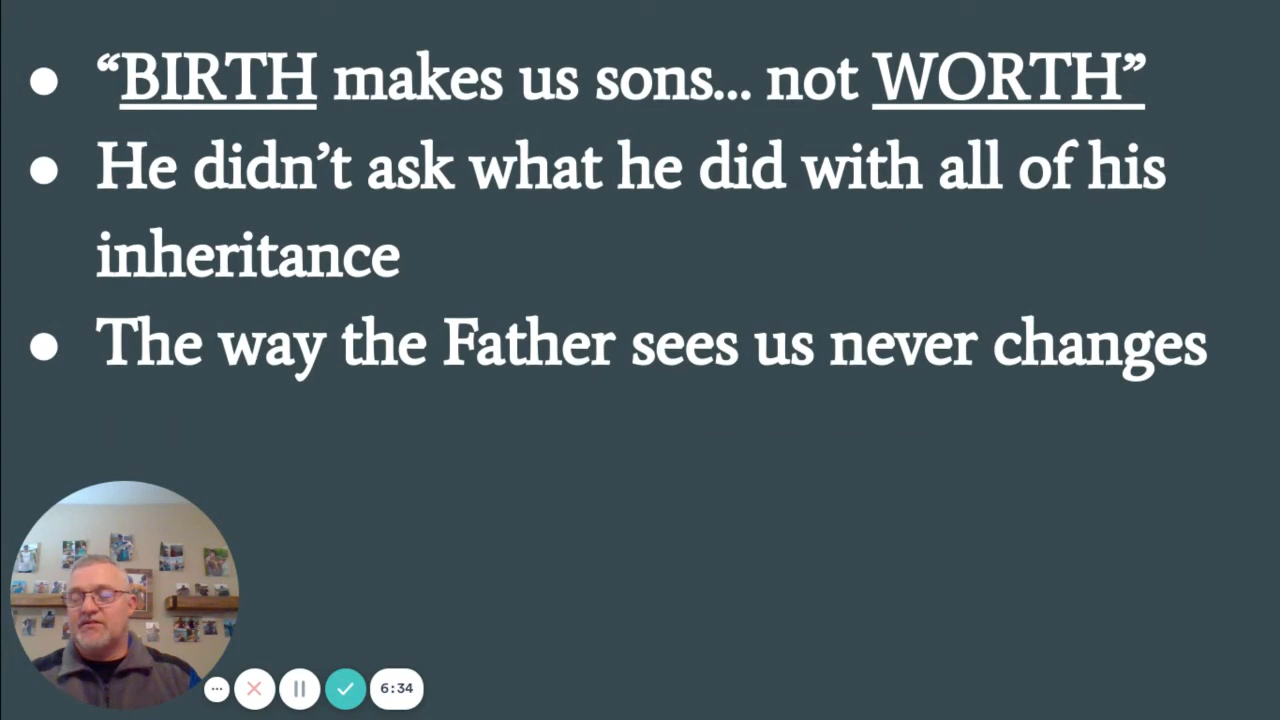 ● “BIRTH makes us sons... not WORTH”
● He didn’t ask what he did with all of his
inheritance
● The way the Father sees us never changes
6:34